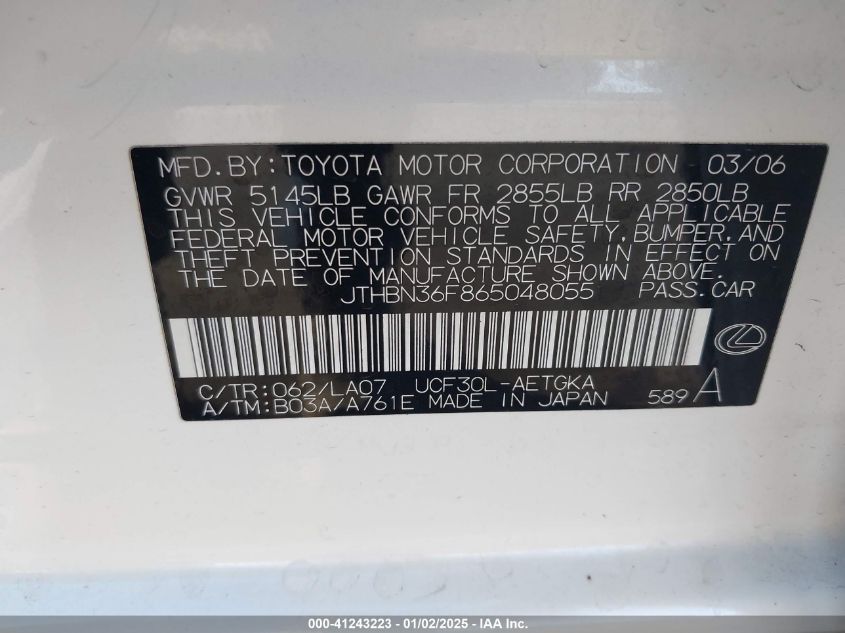 MFD. BY: TOYOTA MOTOR CORPORATION 03/06
GVWR 5145LB GAWR FR 2855LB RR 2850LB
THIS VEHICLE CONFORMS TO ALL APPLICABLE
FEDERAL MOTOR VEHICLE SAFETY, BUMPER, AND
THEFT PREVENTION STANDARDS IN EFFECT ON
THE DATE OF MANUFACTURE SHOWN ABOVE.
JTHBN36F865048055 PASS. CAR
C/TR: 062/LA07 UCF30L-AETGKA
A/TM: B03A/A761E MADE IN JAPAN 589 A
000-41243223 - 01/02/2025 - IAA Inc.